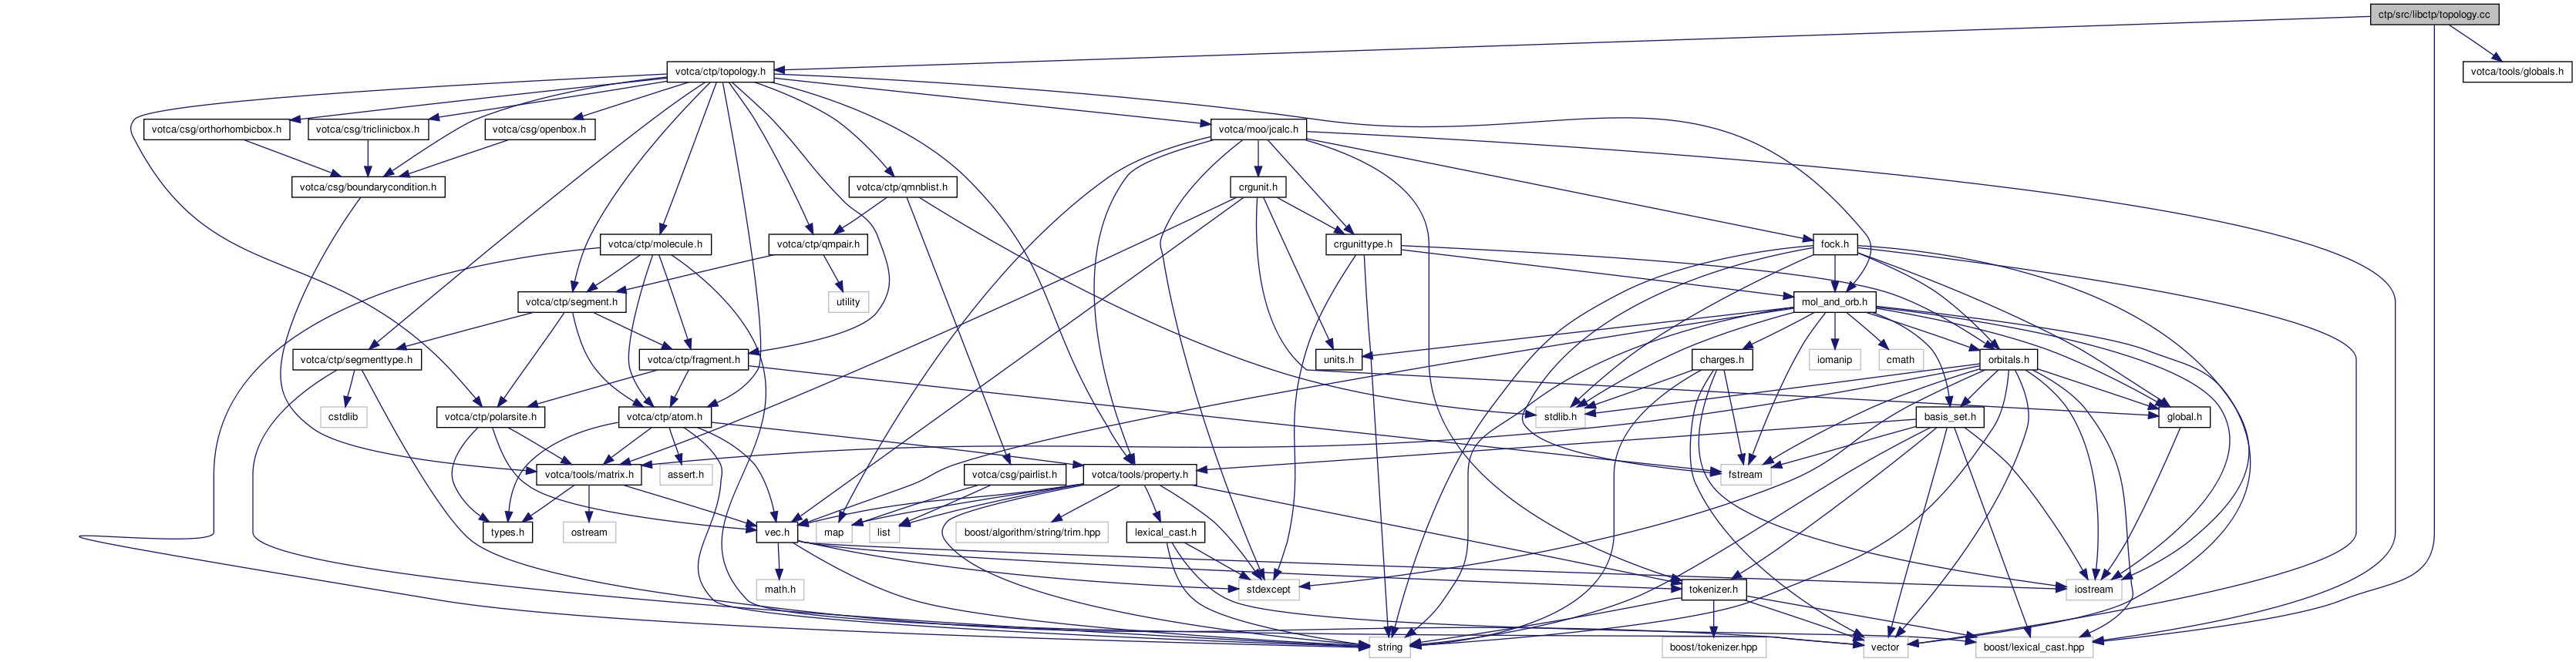 ctp/src/libctp/topology.cc
votca/ctp/topology.h
votca/tools/globals.h
votca/csg/orthorhombicbox.h
votca/csg/triclinicbox.h
votca/csg/openbox.h
votca/moo/jcalc.h
votca/csg/boundarycondition.h
votca/ctp/qmnblist.h
crgunit.h
votca/ctp/molecule.h
votca/ctp/qmpair.h
crgunittype.h
fock.h
votca/ctp/segment.h
utility
mol_and_orb.h
votca/ctp/segmenttype.h
votca/ctp/fragment.h
units.h
charges.h
iomanip
cmath
orbitals.h
cstdlib
votca/ctp/polarsite.h
votca/ctp/atom.h
stdlib.h
basis_set.h
global.h
votca/tools/matrix.h
assert.h
votca/csg/pairlist.h
votca/tools/property.h
fstream
types.h
ostream
vec.h
map
list
boost/algorithm/string/trim.hpp
lexical_cast.h
math.h
stdexcept
tokenizer.h
iostream
string
boost/tokenizer.hpp
vector
boost/lexical_cast.hpp